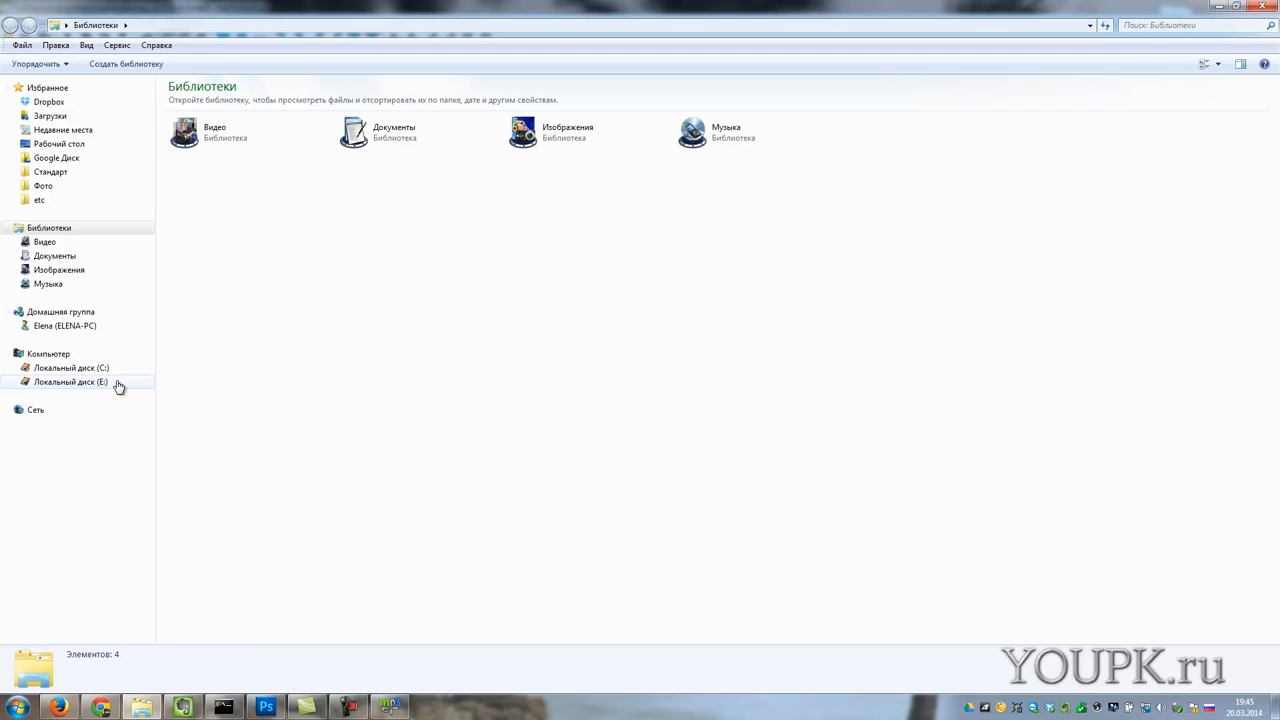 Библиотеки
Поиск: Библиотеки
Файл Правка Вид Сервис Справка
Упорядочить Создать библиотеку
Избранное
Dropbox
Загрузки
Недавние места
Рабочий стол
Google Диск
Стандарт
Фото
etc
Библиотеки
Видео
Документы
Изображения
Музыка
Домашняя группа
Elena (ELENA-PC)
Компьютер
Локальный диск (C:)
Локальный диск (E:)
Сеть
Библиотеки
Откройте библиотеку, чтобы просмотреть файлы и отсортировать их по папке, дате и другим свойствам.
Видео
Библиотека
Документы
Библиотека
Изображения
Библиотека
Музыка
Библиотека
Элементов: 4
YOUPK.ru
Ps
mp3
19:45
20.03.2014